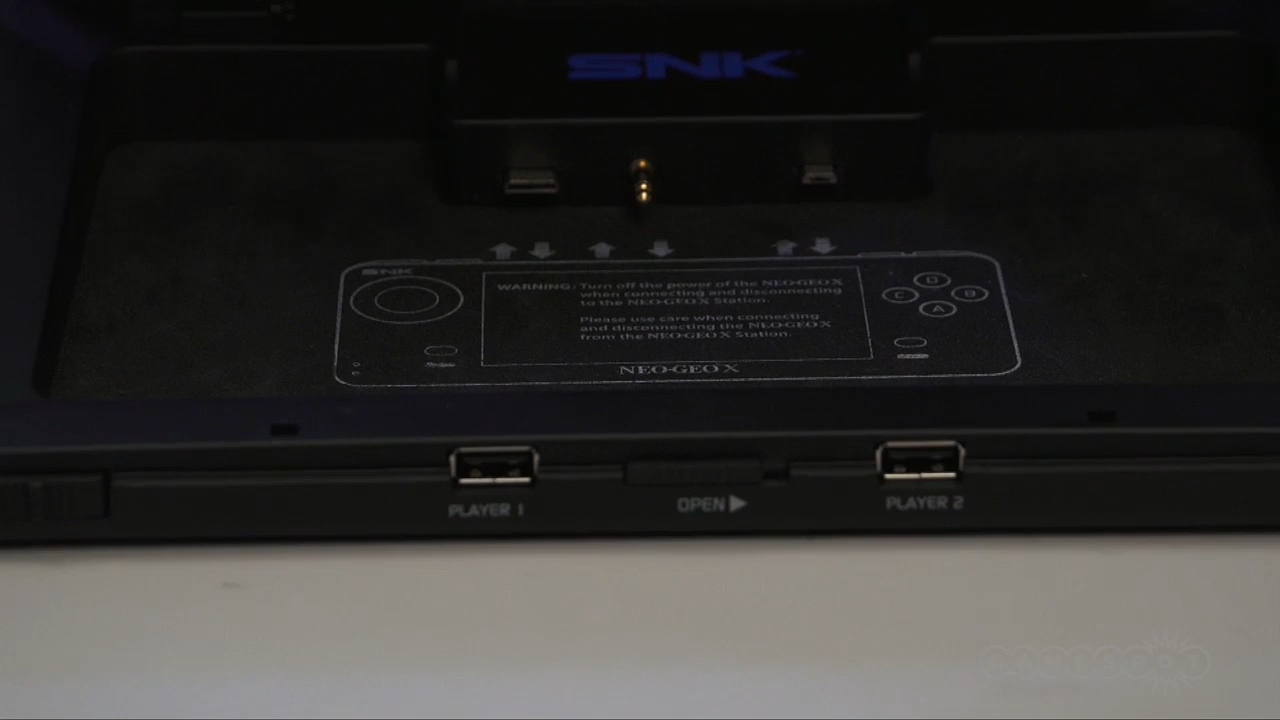 SNK
SNK
WARNING: Turn off the power of the NEO·GEO X
when connecting and disconnecting
to the NEO·GEO X Station.
Please use care when connecting
and disconnecting the NEO·GEO X
from the NEO·GEO X Station.
D
C
B
A
NEO·GEO X
PLAYER 1
OPEN
PLAYER 2
GAMESPOT